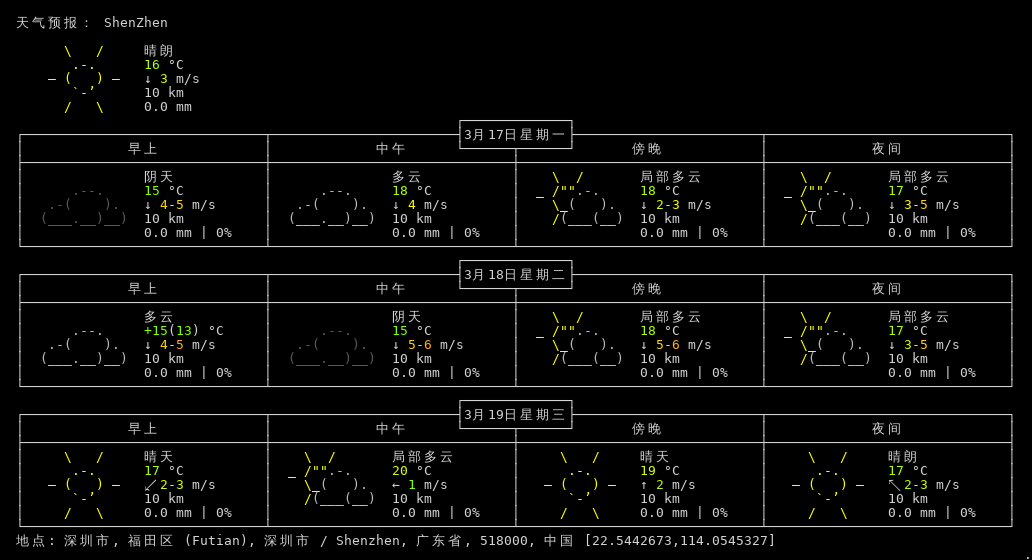 天气预报： ShenZhen
晴朗
16 °C
↓ 3 m/s
10 km
0.0 mm
3月17日星期一
早上 中午 傍晚 夜间
阴天 多云 局部多云 局部多云
15 °C 18 °C 18 °C 17 °C
↓ 4-5 m/s ↓ 4 m/s ↓ 2-3 m/s ↓ 3-5 m/s
10 km 10 km 10 km 10 km
0.0 mm | 0% 0.0 mm | 0% 0.0 mm | 0% 0.0 mm | 0%
3月18日星期二
早上 中午 傍晚 夜间
多云 阴天 局部多云 局部多云
+15(13) °C 15 °C 18 °C 17 °C
↓ 4-5 m/s ↓ 5-6 m/s ↓ 5-6 m/s ↓ 3-5 m/s
10 km 10 km 10 km 10 km
0.0 mm | 0% 0.0 mm | 0% 0.0 mm | 0% 0.0 mm | 0%
3月19日星期三
早上 中午 傍晚 夜间
晴天 局部多云 晴天 晴朗
17 °C 20 °C 19 °C 17 °C
↙ 2-3 m/s ← 1 m/s ↑ 2 m/s ↖ 2-3 m/s
10 km 10 km 10 km 10 km
0.0 mm | 0% 0.0 mm | 0% 0.0 mm | 0% 0.0 mm | 0%
地点: 深圳市, 福田区 (Futian), 深圳市 / Shenzhen, 广东省, 518000, 中国 [22.5442673,114.0545327]